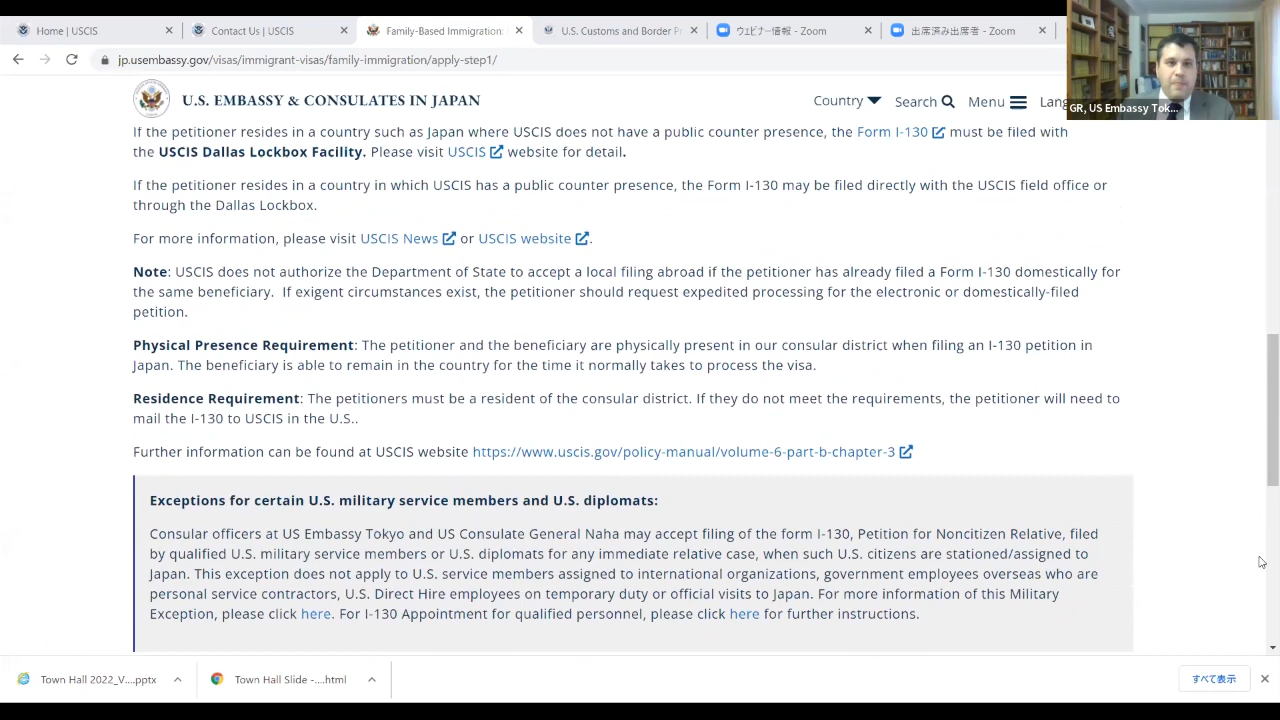 Home | USCIS
Contact Us | USCIS
Family-Based Immigration:
U.S. Customs and Border Pr
ウェビナー情報 - Zoom
出席済み出席者 - Zoom
jp.usembassy.gov/visas/immigrant-visas/family-immigration/apply-step1/
GR, US Embassy Tok...
U.S. EMBASSY & CONSULATES IN JAPAN
Country Search Menu Lang
If the petitioner resides in a country such as Japan where USCIS does not have a public counter presence, the Form I-130 must be filed with
the USCIS Dallas Lockbox Facility. Please visit USCIS website for detail.
If the petitioner resides in a country in which USCIS has a public counter presence, the Form I-130 may be filed directly with the USCIS field office or
through the Dallas Lockbox.
For more information, please visit USCIS News or USCIS website .
Note: USCIS does not authorize the Department of State to accept a local filing abroad if the petitioner has already filed a Form I-130 domestically for
the same beneficiary. If exigent circumstances exist, the petitioner should request expedited processing for the electronic or domestically-filed
petition.
Physical Presence Requirement: The petitioner and the beneficiary are physically present in our consular district when filing an I-130 petition in
Japan. The beneficiary is able to remain in the country for the time it normally takes to process the visa.
Residence Requirement: The petitioners must be a resident of the consular district. If they do not meet the requirements, the petitioner will need to
mail the I-130 to USCIS in the U.S..
Further information can be found at USCIS website https://www.uscis.gov/policy-manual/volume-6-part-b-chapter-3
Exceptions for certain U.S. military service members and U.S. diplomats:
Consular officers at US Embassy Tokyo and US Consulate General Naha may accept filing of the form I-130, Petition for Noncitizen Relative, filed
by qualified U.S. military service members or U.S. diplomats for any immediate relative case, when such U.S. citizens are stationed/assigned to
Japan. This exception does not apply to U.S. service members assigned to international organizations, government employees overseas who are
personal service contractors, U.S. Direct Hire employees on temporary duty or official visits to Japan. For more information of this Military
Exception, please click here. For I-130 Appointment for qualified personnel, please click here for further instructions.
Town Hall 2022_V....pptx
Town Hall Slide -....html
すべて表示